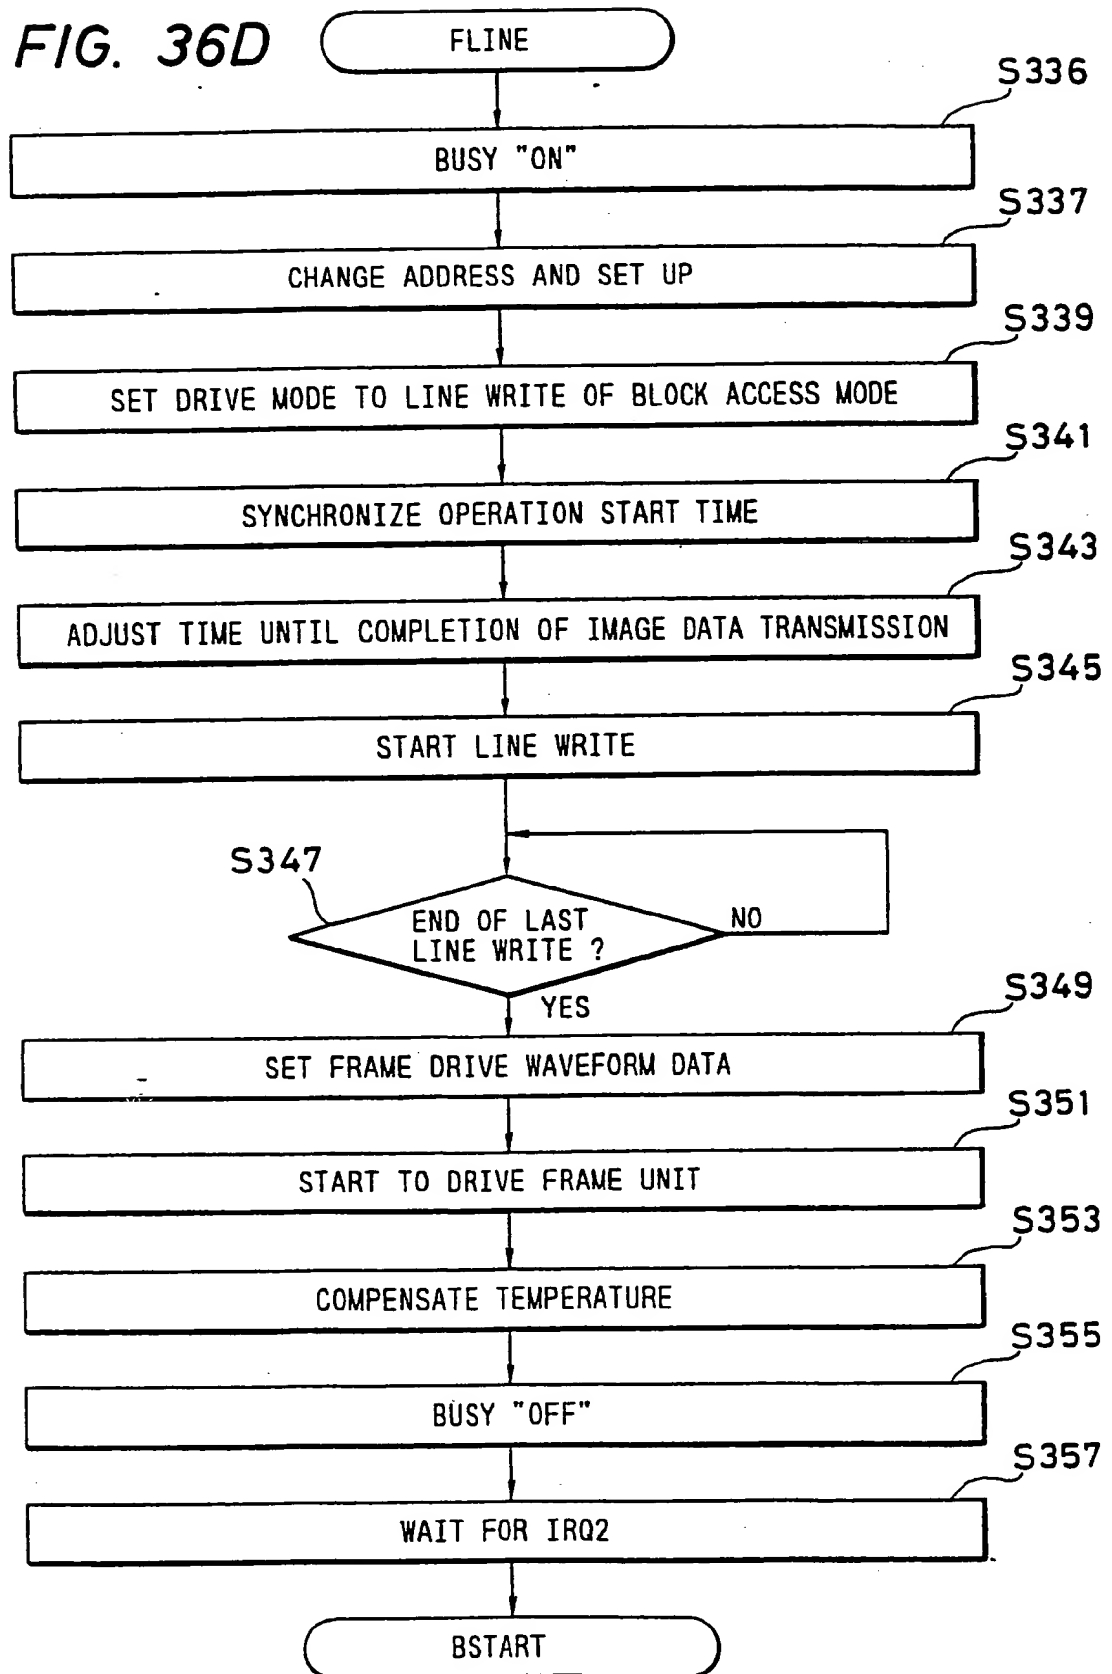 FIG. 36D
FLINE
S336
BUSY "ON"
S337
CHANGE ADDRESS AND SET UP
S339
SET DRIVE MODE TO LINE WRITE OF BLOCK ACCESS MODE
S341
SYNCHRONIZE OPERATION START TIME
S343
ADJUST TIME UNTIL COMPLETION OF IMAGE DATA TRANSMISSION
S345
START LINE WRITE
S347
END OF LAST
LINE WRITE ?
NO
YES
S349
SET FRAME DRIVE WAVEFORM DATA
S351
START TO DRIVE FRAME UNIT
S353
COMPENSATE TEMPERATURE
S355
BUSY "OFF"
S357
WAIT FOR IRQ2
BSTART